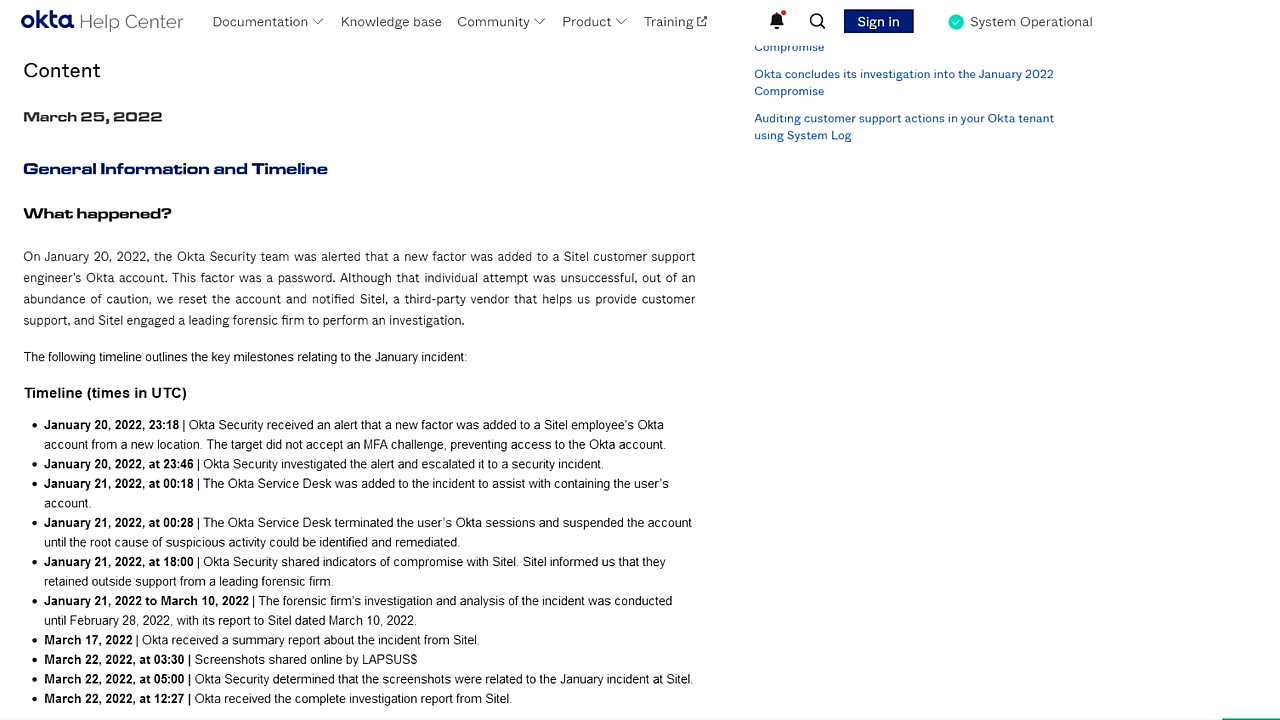 okta Help Center Documentation Knowledge base Community Product Training Sign in System Operational
Compromise
Okta concludes its investigation into the January 2022
Compromise
Auditing customer support actions in your Okta tenant
using System Log
Content
March 25, 2022
General Information and Timeline
What happened?
On January 20, 2022, the Okta Security team was alerted that a new factor was added to a Sitel customer support
engineer's Okta account. This factor was a password. Although that individual attempt was unsuccessful, out of an
abundance of caution, we reset the account and notified Sitel, a third-party vendor that helps us provide customer
support, and Sitel engaged a leading forensic firm to perform an investigation.
The following timeline outlines the key milestones relating to the January incident:
Timeline (times in UTC)
• January 20, 2022, 23:18 | Okta Security received an alert that a new factor was added to a Sitel employee's Okta
account from a new location. The target did not accept an MFA challenge, preventing access to the Okta account.
• January 20, 2022, at 23:46 | Okta Security investigated the alert and escalated it to a security incident.
• January 21, 2022, at 00:18 | The Okta Service Desk was added to the incident to assist with containing the user's
account.
• January 21, 2022, at 00:28 | The Okta Service Desk terminated the user's Okta sessions and suspended the account
until the root cause of suspicious activity could be identified and remediated.
• January 21, 2022, at 18:00 | Okta Security shared indicators of compromise with Sitel. Sitel informed us that they
retained outside support from a leading forensic firm.
• January 21, 2022 to March 10, 2022 | The forensic firm's investigation and analysis of the incident was conducted
until February 28, 2022, with its report to Sitel dated March 10, 2022.
• March 17, 2022 | Okta received a summary report about the incident from Sitel.
• March 22, 2022, at 03:30 | Screenshots shared online by LAPSUS$
• March 22, 2022, at 05:00 | Okta Security determined that the screenshots were related to the January incident at Sitel.
• March 22, 2022, at 12:27 | Okta received the complete investigation report from Sitel.